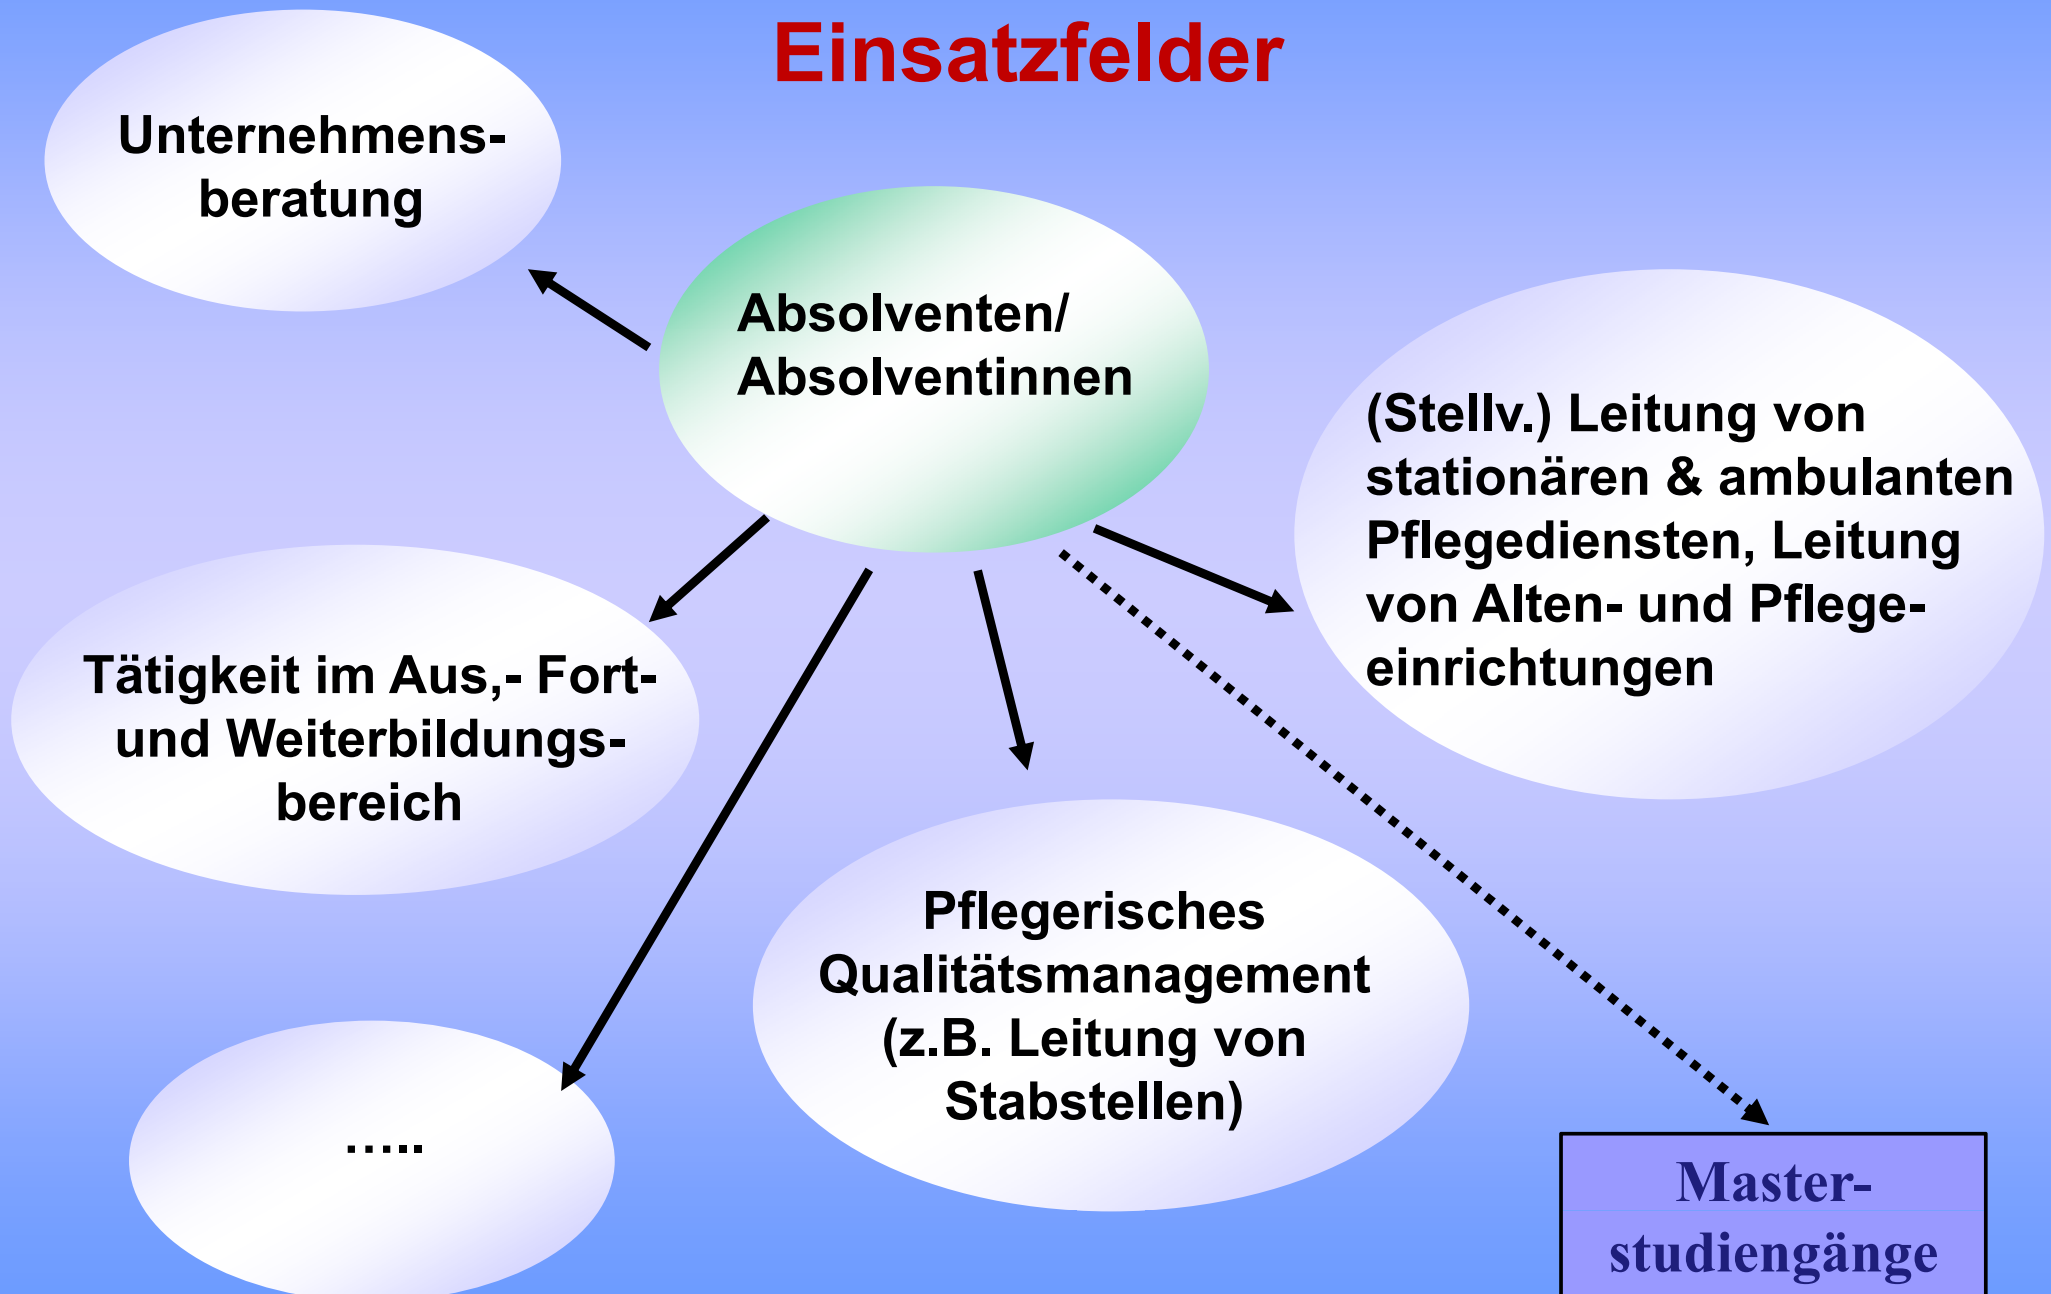 Einsatzfelder
Unternehmens-
beratung
Absolventen/
Absolventinnen
(Stellv.) Leitung von
stationären & ambulanten
Pflegediensten, Leitung
von Alten- und Pflege-
einrichtungen
Tätigkeit im Aus,- Fort-
und Weiterbildungs-
bereich
Pflegerisches
Qualitätsmanagement
(z.B. Leitung von
Stabstellen)
…..
Master-
studiengänge